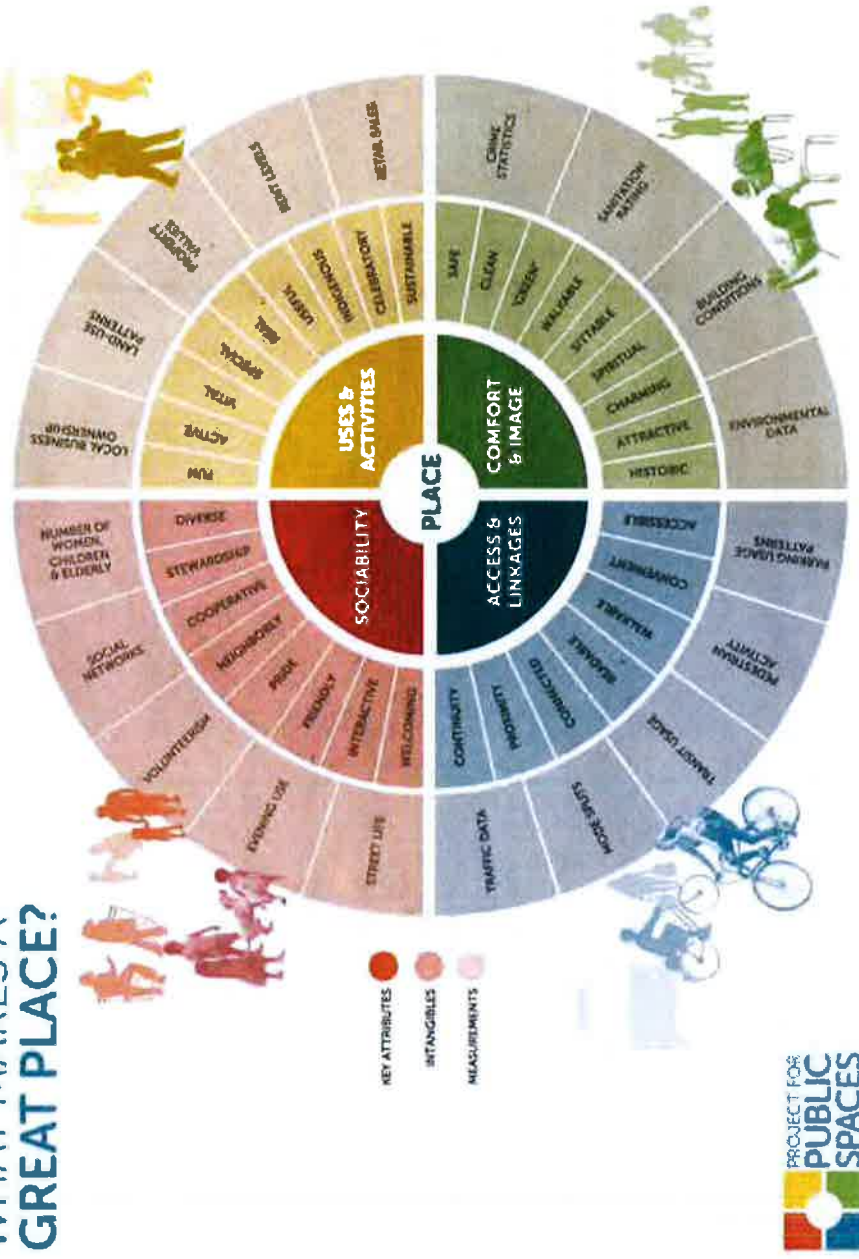 WHAT MAKES A
GREAT PLACE?
KEY ATTRIBUTES
INTANGIBLES
MEASUREMENTS
PLACE
SOCIABILITY
DIVERSE
STEWARDSHIP
COOPERATIVE
NEIGHBORLY
PRIDE
FRIENDLY
INTERACTIVE
WELCOMING
NUMBER OF
WOMEN,
CHILDREN
& ELDERLY
SOCIAL
NETWORKS
VOLUNTEERISM
EVENING USE
STREET LIFE
USES &
ACTIVITIES
FUN
ACTIVE
VITAL
SPECIAL
REAL
USEFUL
INDIGENOUS
CELEBRATORY
SUSTAINABLE
LOCAL BUSINESS
OWNERSHIP
LAND-USE
PATTERNS
PROPERTY
VALUES
RENT LEVELS
RETAIL SALES
COMFORT
& IMAGE
SAFE
CLEAN
"GREEN"
WALKABLE
SITTABLE
SPIRITUAL
CHARMING
ATTRACTIVE
HISTORIC
CRIME
STATISTICS
SANITATION
RATING
BUILDING
CONDITIONS
ENVIRONMENTAL
DATA
ACCESS &
LINKAGES
CONTINUITY
PROXIMITY
CONNECTED
READABLE
WALKABLE
CONVENIENT
ACCESSIBLE
TRAFFIC DATA
MODE SPLITS
TRANSIT USAGE
PEDESTRIAN
ACTIVITY
PARKING USAGE
PATTERNS
PROJECT FOR
PUBLIC
SPACES